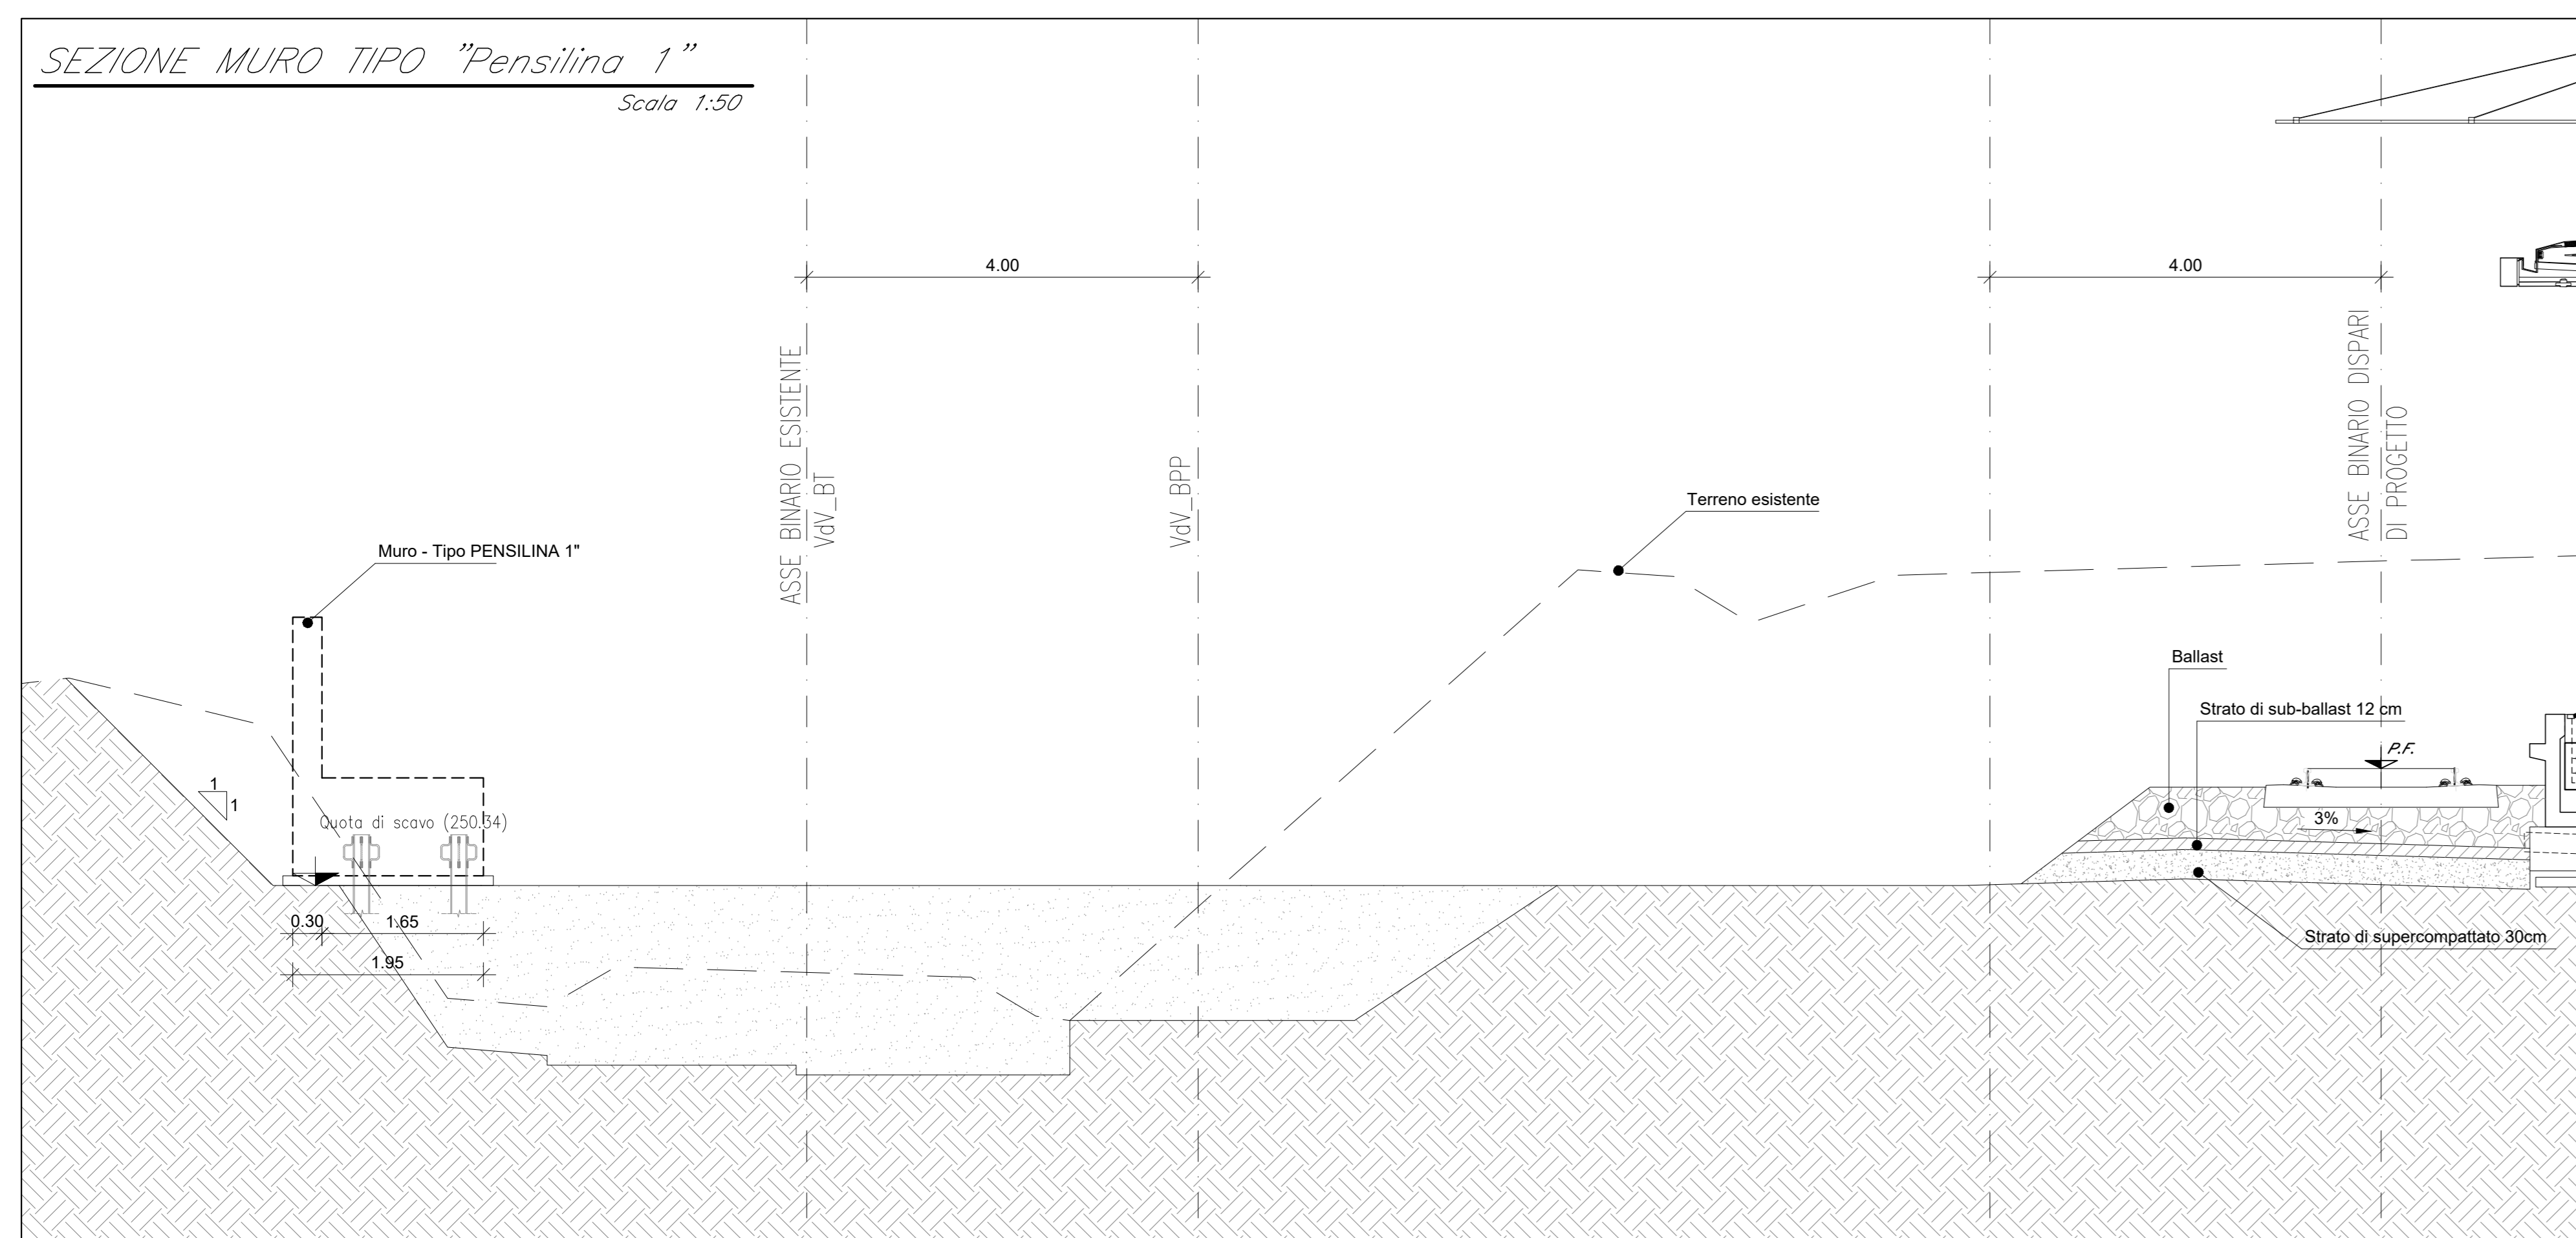 SEZIONE MURO TIPO "Pensilina 1"
Scala 1:50
4.00
4.00
ASSE BINARIO ESISTENTE
VdV_BT
VdV_BPP
ASSE BINARIO DISPARI
DI PROGETTO
Terreno esistente
Muro - Tipo PENSILINA 1"
Ballast
Strato di sub-ballast 12 cm
P.F.
1
1
3%
Quota di scavo (250.34)
0.30
1.65
Strato di supercompattato 30cm
1.95